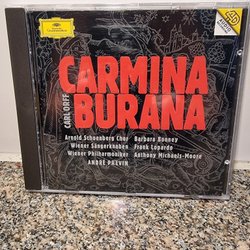 CARL ORFF
CARMINA
BURANA
Arnold Schoenberg Chor
Wiener Sängerknaben
Wiener Philharmoniker
ANDRÉ PREVIN
Barbara Bonney
Frank Lopardo
Anthony Michaels-Moore